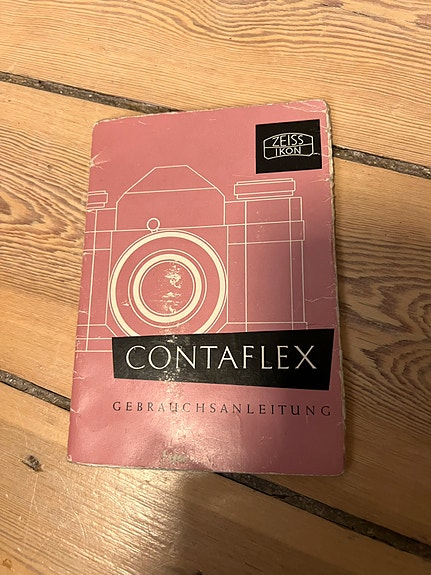 ZEISS
IKON
CONTAFLEX
GEBRAUCHSANLEITUNG